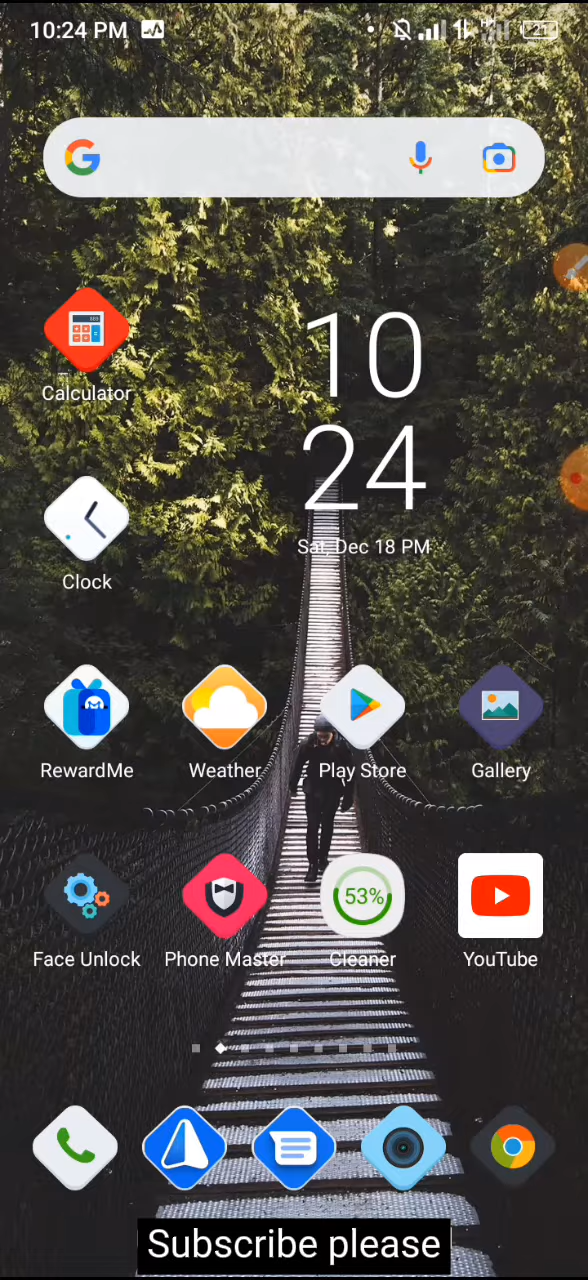 10:24 PM
21
10
24
Sat, Dec 18 PM
Calculator
Clock
RewardMe
Weather
Play Store
Gallery
53%
Face Unlock
Phone Master
Cleaner
YouTube
Subscribe please